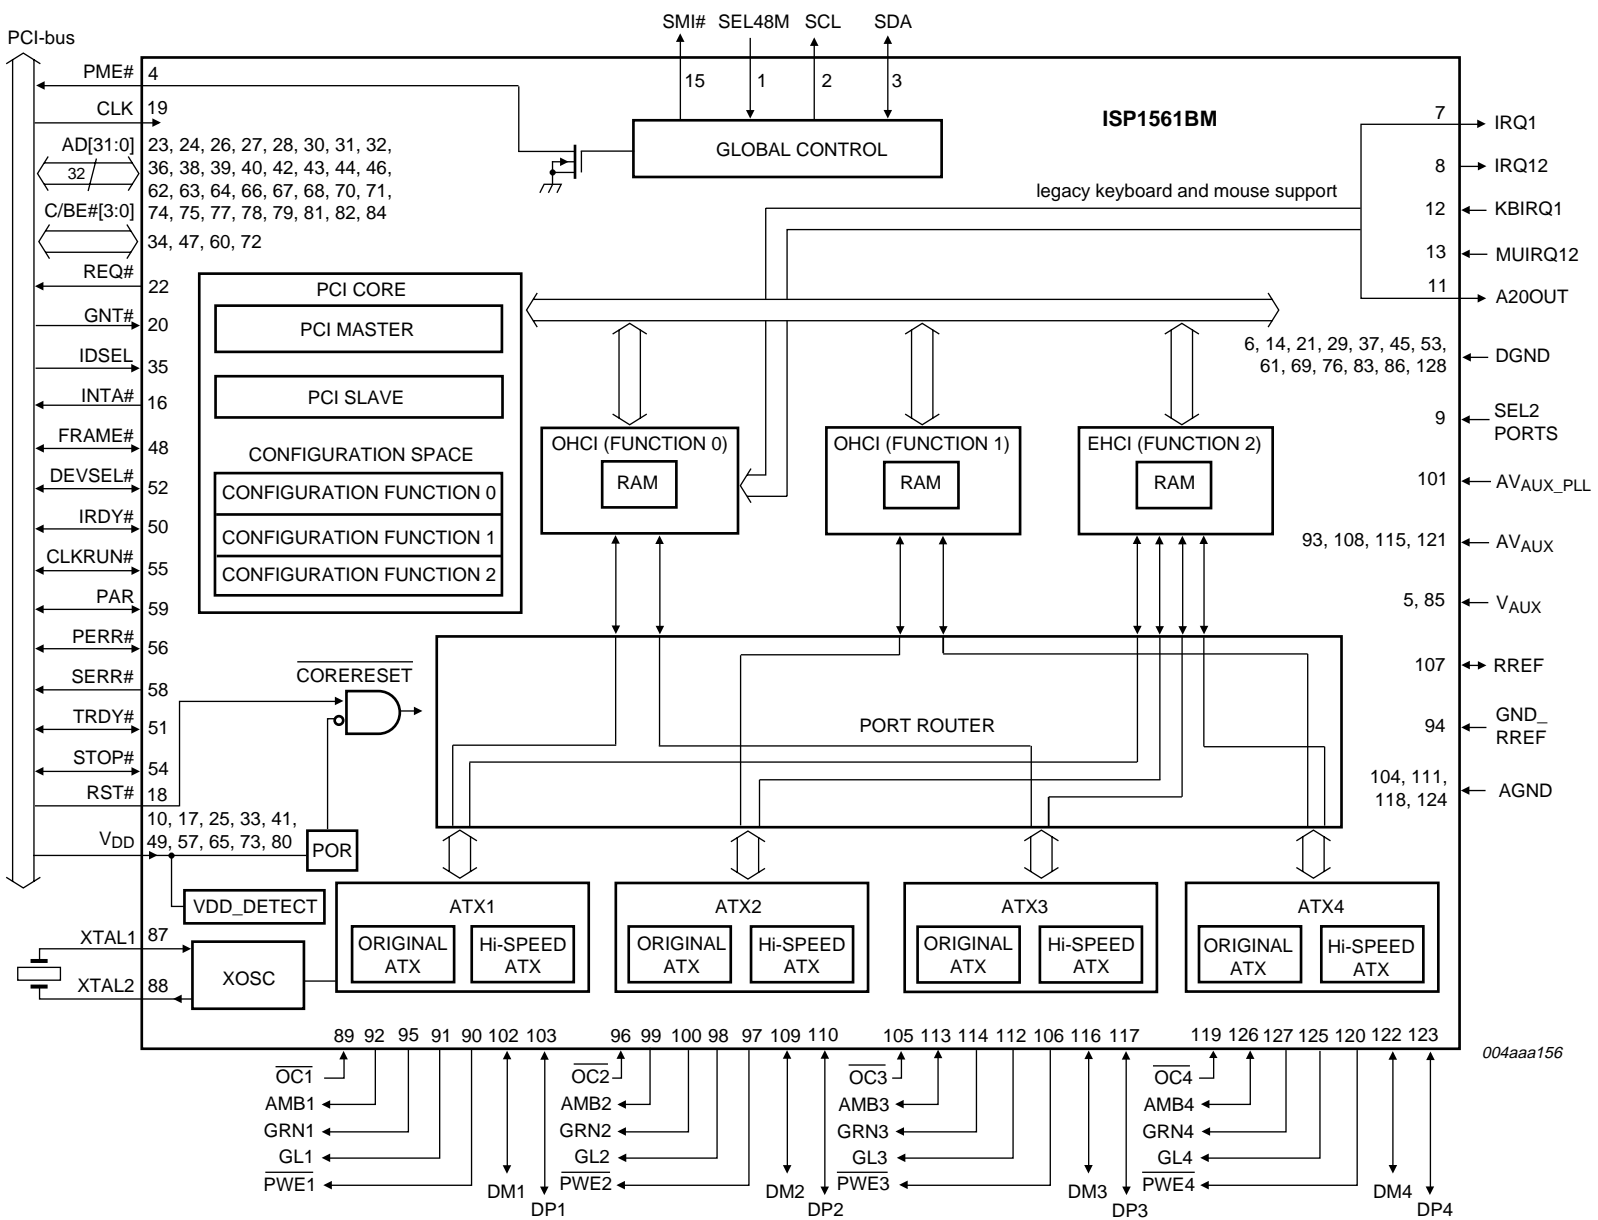 SMI# SEL48M SCL SDA
PCI-bus
15 1 2 3
PME# 4
CLK 19
AD[31:0] 23, 24, 26, 27, 28, 30, 31, 32,
32 36, 38, 39, 40, 42, 43, 44, 46,
62, 63, 64, 66, 67, 68, 70, 71,
74, 75, 77, 78, 79, 81, 82, 84
C/BE#[3:0]
34, 47, 60, 72
REQ# 22
GNT# 20
IDSEL 35
INTA# 16
FRAME# 48
DEVSEL# 52
IRDY# 50
CLKRUN# 55
PAR 59
PERR# 56
SERR# 58
TRDY# 51
STOP# 54
RST# 18
10, 17, 25, 33, 41,
VDD 49, 57, 65, 73, 80
XTAL1 87
XTAL2 88
GLOBAL CONTROL
ISP1561BM
legacy keyboard and mouse support
PCI CORE
PCI MASTER
PCI SLAVE
CONFIGURATION SPACE
CONFIGURATION FUNCTION 0
CONFIGURATION FUNCTION 1
CONFIGURATION FUNCTION 2
OHCI (FUNCTION 0)
RAM
OHCI (FUNCTION 1)
RAM
EHCI (FUNCTION 2)
RAM
CORERESET
PORT ROUTER
POR
VDD_DETECT
XOSC
ATX1
ORIGINAL ATX
Hi-SPEED ATX
ATX2
ORIGINAL ATX
Hi-SPEED ATX
ATX3
ORIGINAL ATX
Hi-SPEED ATX
ATX4
ORIGINAL ATX
Hi-SPEED ATX
7 IRQ1
8 IRQ12
12 KBIRQ1
13 MUIRQ12
11 A20OUT
6, 14, 21, 29, 37, 45, 53,
61, 69, 76, 83, 86, 128 DGND
9 SEL2
PORTS
101 AVAUX_PLL
93, 108, 115, 121 AVAUX
5, 85 VAUX
107 RREF
94 GND_
RREF
104, 111,
118, 124 AGND
89 92 95 91 90 102 103 96 99 100 98 97 109 110 105 113 114 112 106 116 117 119 126 127 125 120 122 123
004aaa156
OC1 OC2 OC3 OC4
AMB1 AMB2 AMB3 AMB4
GRN1 GRN2 GRN3 GRN4
GL1 GL2 GL3 GL4
PWE1 PWE2 PWE3 PWE4
DM1 DM2 DM3 DM4
DP1 DP2 DP3 DP4